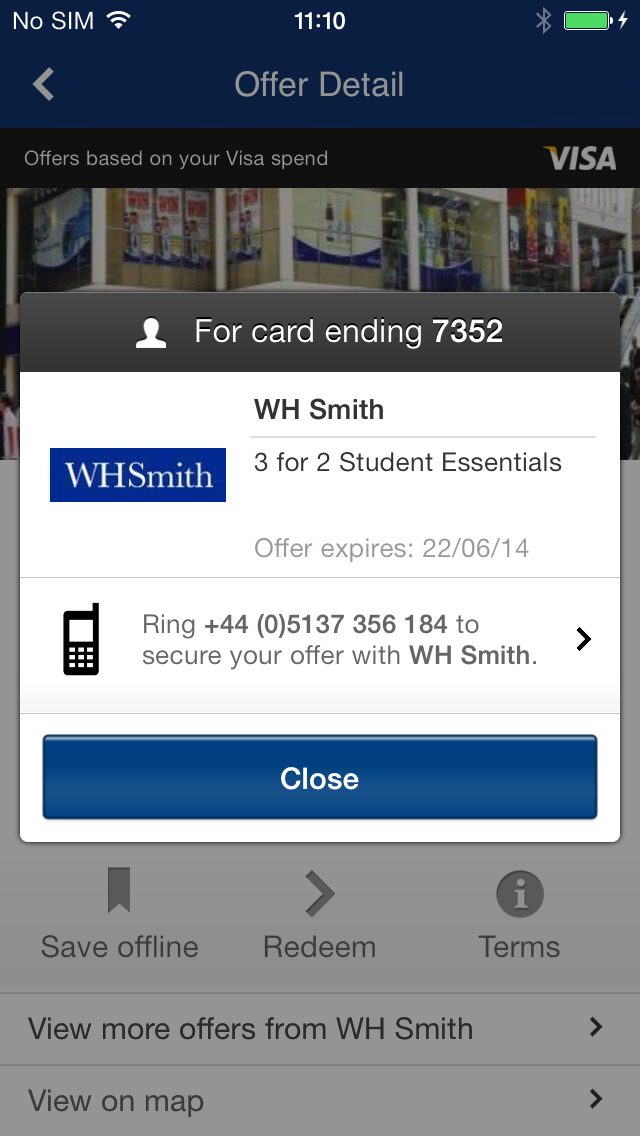 No SIM 11:10
Offer Detail
Offers based on your Visa spend VISA
WIN WIN WIN
For card ending 7352
WH Smith
WHSmith
3 for 2 Student Essentials
Offer expires: 22/06/14
Ring +44 (0)5137 356 184 to
secure your offer with WH Smith.
Close
Save offline Redeem Terms
View more offers from WH Smith
View on map